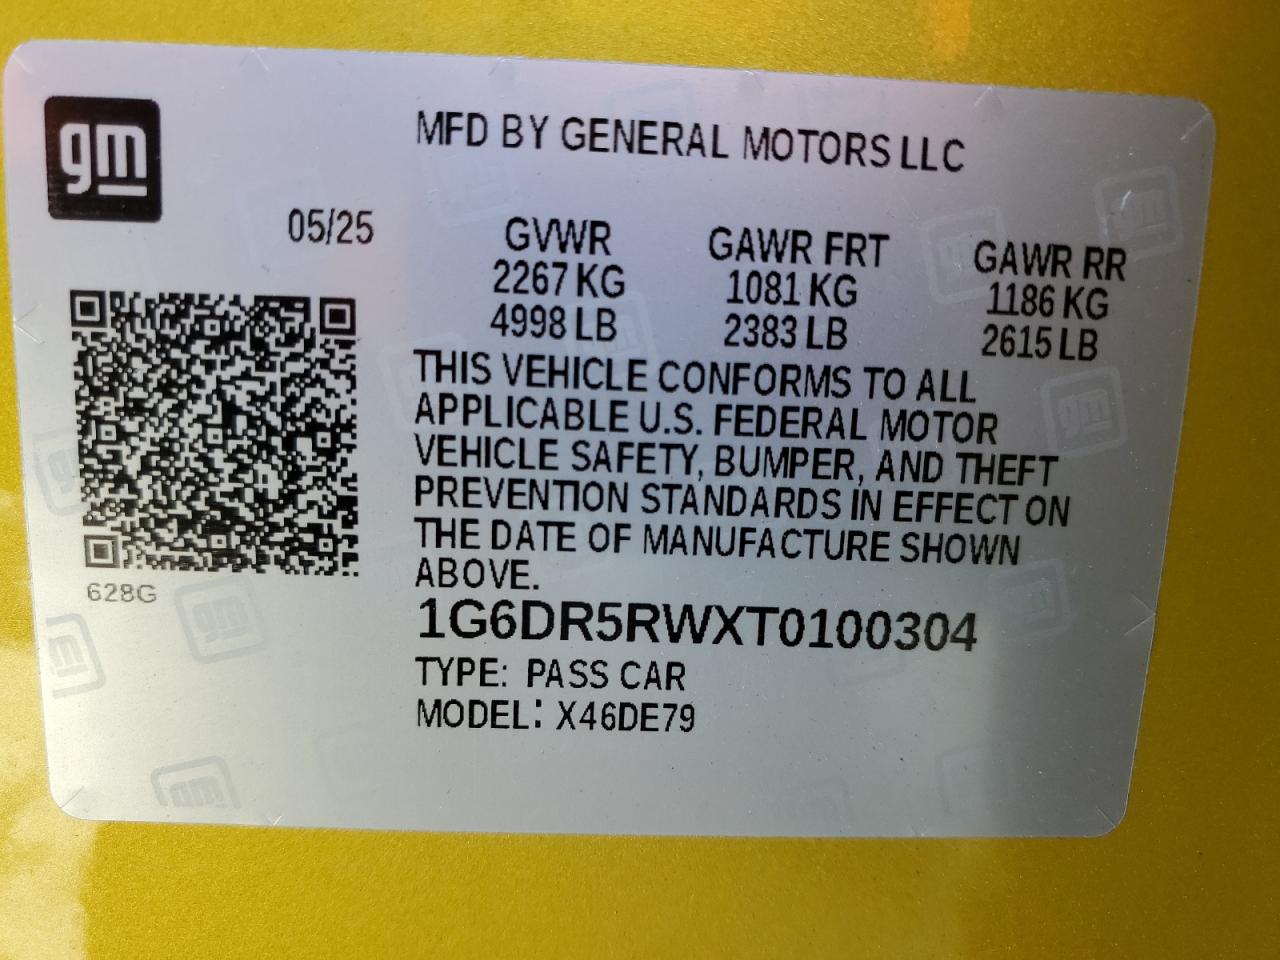 gm
MFD BY GENERAL MOTORS LLC
05/25
GVWR GAWR FRT GAWR RR
2267 KG 1081 KG 1186 KG
4998 LB 2383 LB 2615 LB
THIS VEHICLE CONFORMS TO ALL
APPLICABLE U.S. FEDERAL MOTOR
VEHICLE SAFETY, BUMPER, AND THEFT
PREVENTION STANDARDS IN EFFECT ON
THE DATE OF MANUFACTURE SHOWN
ABOVE.
628G
1G6DR5RWXT0100304
TYPE: PASS CAR
MODEL: X46DE79